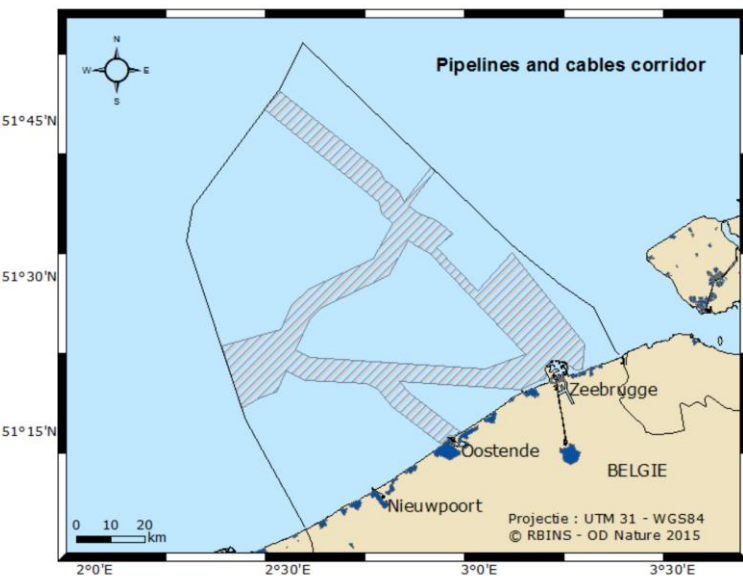 Pipelines and cables corridor
N
W E
S
51°45'N
51°30'N
51°15'N
Zeebrugge
Oostende
BELGIE
Nieuwpoort
0 10 20
km
Projectie : UTM 31 - WGS84
© RBINS - OD Nature 2015
2°0'E 2°30'E 3°0'E 3°30'E